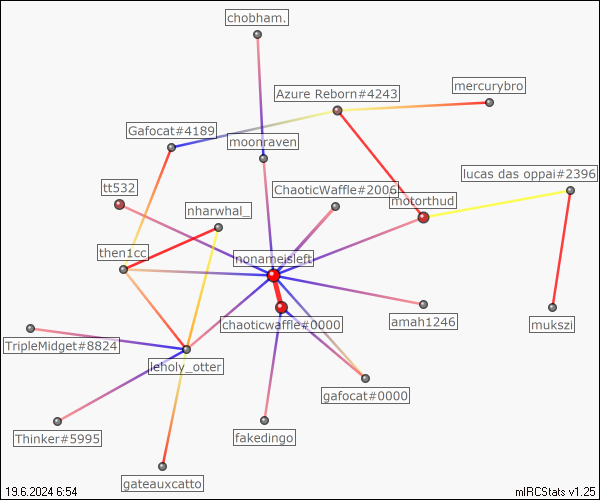 chobham.
mercurybro
Azure Reborn#4243
Gafocat#4189
moonraven
lucas das oppai#2396
tt532
ChaoticWaffle#2006
motorthud
nharwhal_
then1cc
nonameisleft
amah1246
chaoticwaffle#0000
mukszi
TripleMidget#8824
leholy_otter
gafocat#0000
Thinker#5995
fakedingo
gateauxcatto
19.6.2024 6:54
mIRCStats v1.25